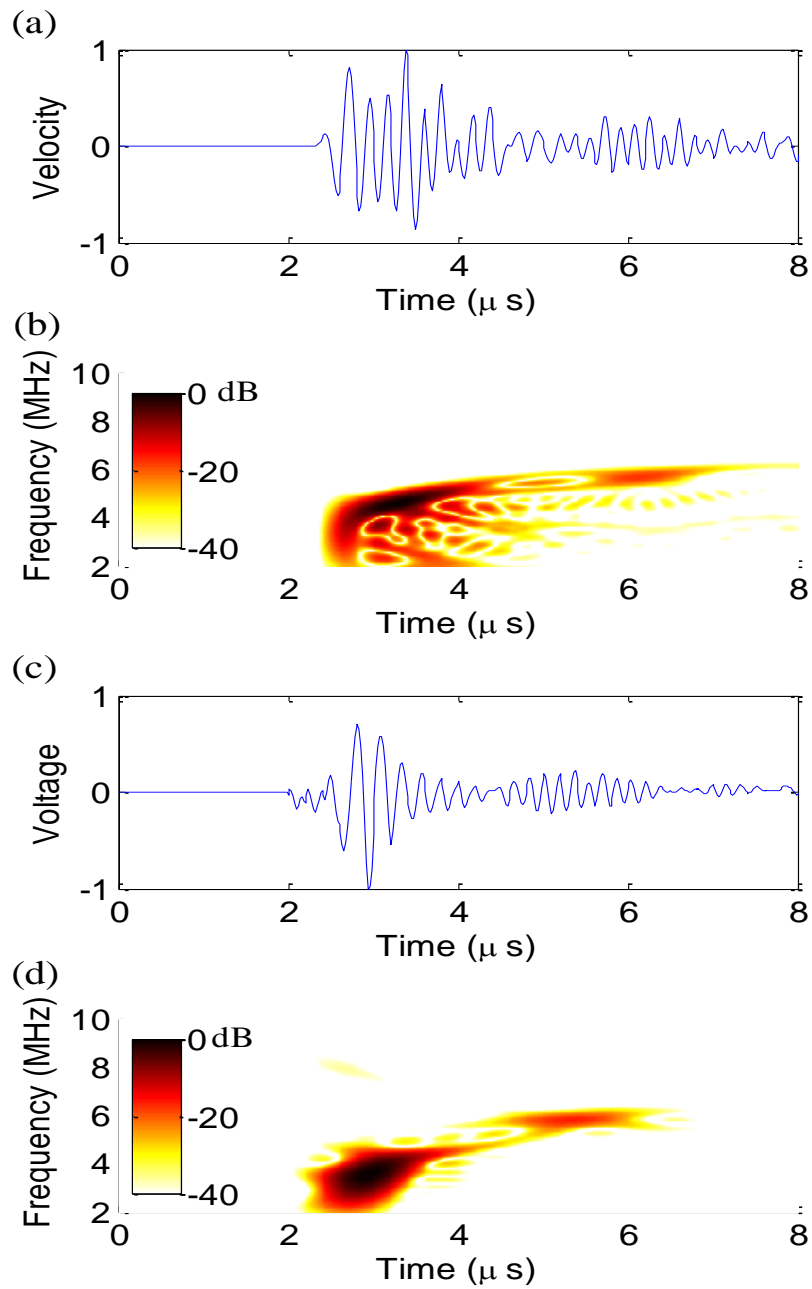 (a)
Velocity
1
0
-1
0 2 4 6 8
Time (μ s)
(b)
Frequency (MHz)
10
8
6
4
2
0 dB
-20
-40
0 2 4 6 8
Time (μ s)
(c)
Voltage
1
0
-1
0 2 4 6 8
Time (μ s)
(d)
Frequency (MHz)
10
8
6
4
2
0 dB
-20
-40
0 2 4 6 8
Time (μ s)